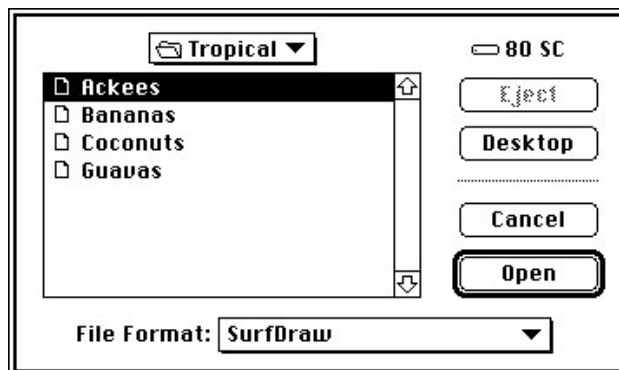 Tropical
80 SC
Ackees
Bananas
Coconuts
Guavas
Eject
Desktop
Cancel
Open
File Format: SurfDraw